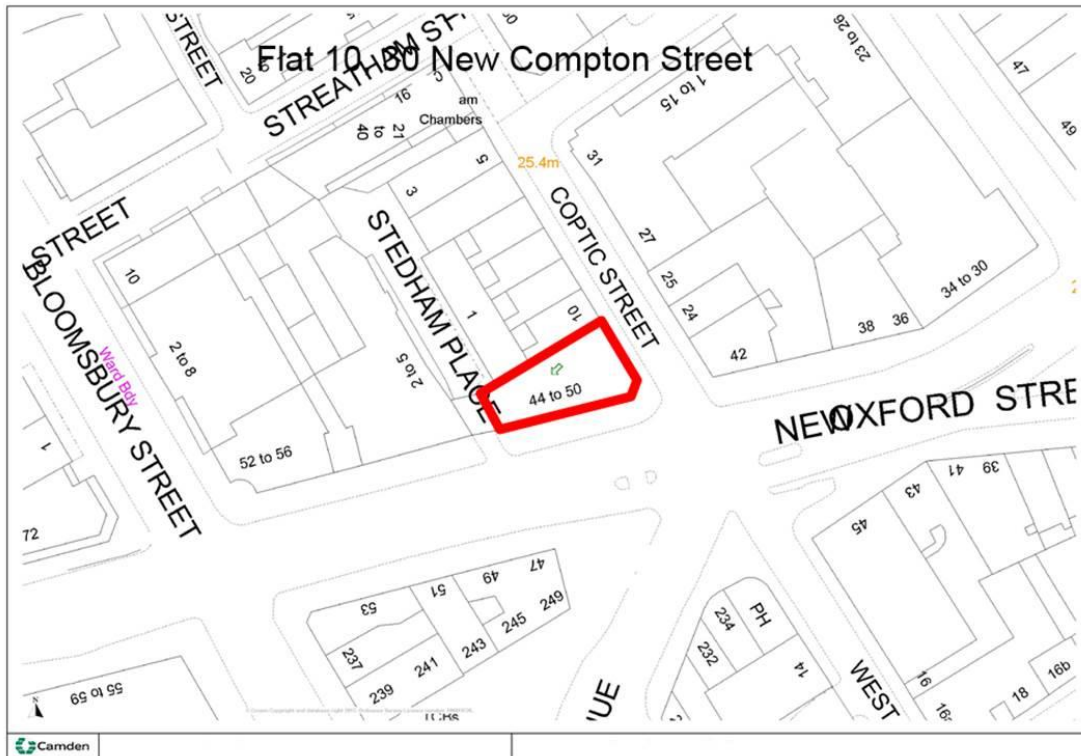 Flat 10, 30 New Compton Street
STREET
STREATHAM ST
20
16
C
30
1 to 15
23 to 26
47
49
am
Chambers
21
to
40
5
25.4m
31
3
STREET
STEDHAM PLACE
COPTIC STREET
27
25
24
10
BLOOMSBURY STREET
Ward Bdy
2 to 8
2 to 5
1
10
34 to 30
38
36
42
44 to 50
NEW OXFORD STRE
52 to 56
1
72
39
41
43
45
47
49
51
53
249
245
243
241
239
237
234
232
PH
14
16
16b
18
WEST
UE
55 to 59
N
Camden